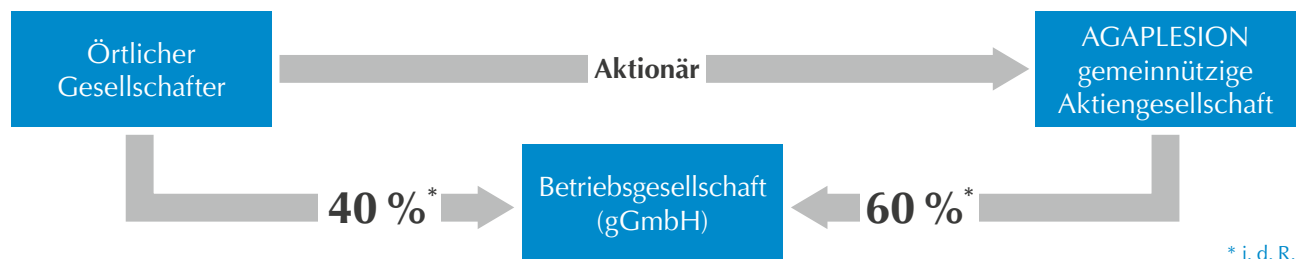 Örtlicher
Gesellschafter
Aktionär
AGAPLESION
gemeinnützige
Aktiengesellschaft
40 %*
Betriebsgesellschaft
(gGmbH)
60 %*
* i. d. R.